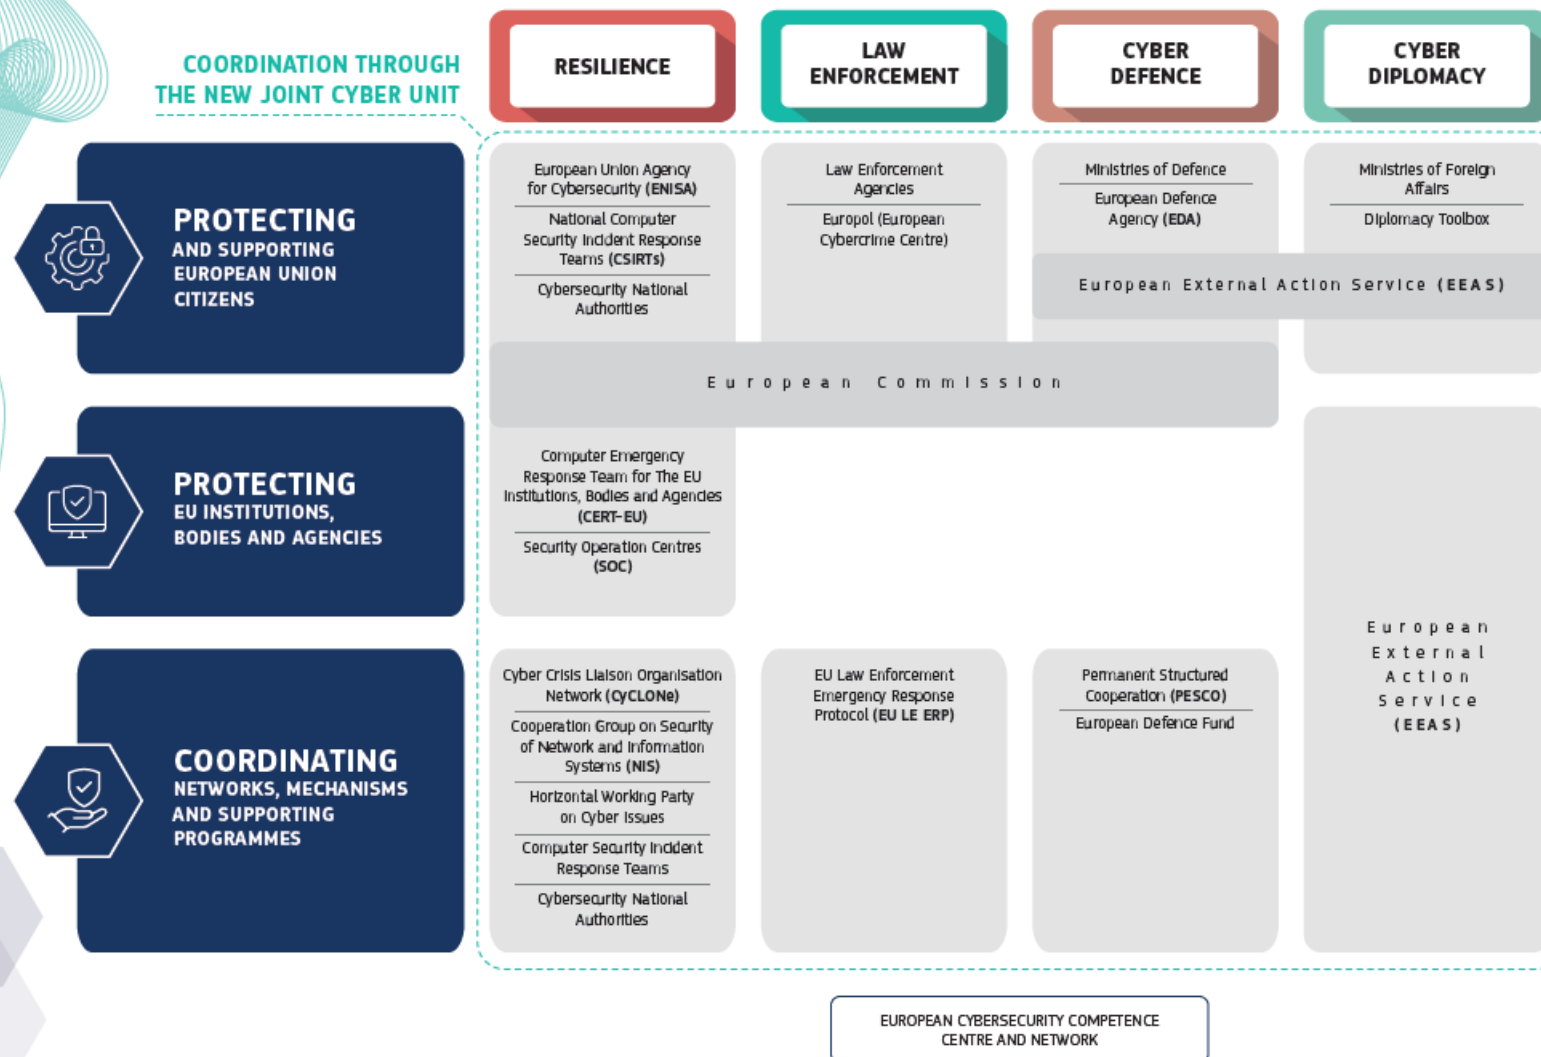 COORDINATION THROUGH
THE NEW JOINT CYBER UNIT
RESILIENCE
LAW
ENFORCEMENT
CYBER
DEFENCE
CYBER
DIPLOMACY
PROTECTING
AND SUPPORTING
EUROPEAN UNION
CITIZENS
European Union Agency
for Cybersecurity (ENISA)
National Computer
Security Incident Response
Teams (CSIRTs)
Cybersecurity National
Authorities
Law Enforcement
Agencies
Europol (European
Cybercrime Centre)
Ministries of Defence
European Defence
Agency (EDA)
Ministries of Foreign
Affairs
Diplomacy Toolbox
European External Action Service (EEAS)
European Commission
PROTECTING
EU INSTITUTIONS,
BODIES AND AGENCIES
Computer Emergency
Response Team for The EU
Institutions, Bodies and Agencies
(CERT-EU)
Security Operation Centres
(SOC)
COORDINATING
NETWORKS, MECHANISMS
AND SUPPORTING
PROGRAMMES
Cyber Crisis Liaison Organisation
Network (CyCLONe)
Cooperation Group on Security
of Network and Information
Systems (NIS)
Horizontal Working Party
on Cyber Issues
Computer Security Incident
Response Teams
Cybersecurity National
Authorities
EU Law Enforcement
Emergency Response
Protocol (EU LE ERP)
Permanent Structured
Cooperation (PESCO)
European Defence Fund
European
External
Action
Service
(EEAS)
EUROPEAN CYBERSECURITY COMPETENCE
CENTRE AND NETWORK